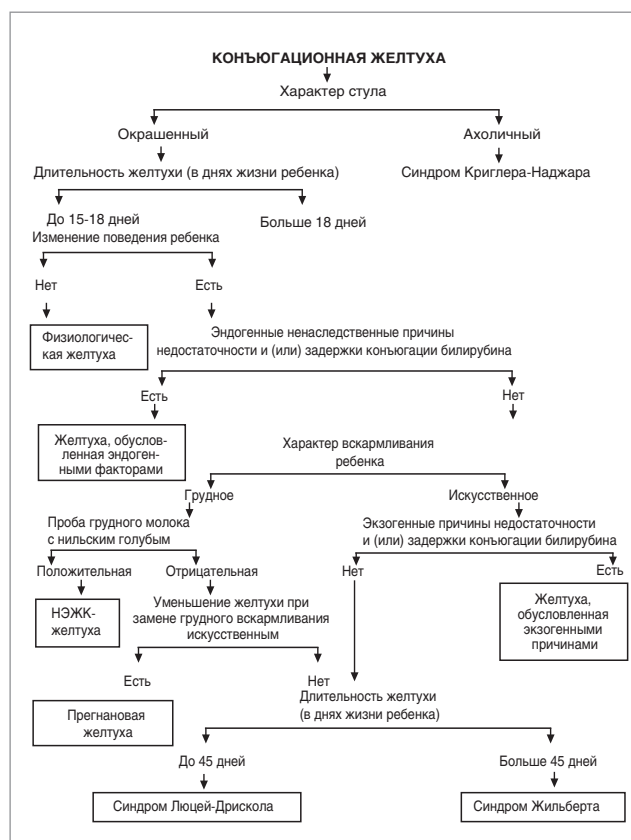 КОНЪЮГАЦИОННАЯ ЖЕЛТУХА
Характер стула
Окрашенный
Ахоличный
Длительность желтухи (в днях жизни ребенка)
Синдром Криглера-Наджара
До 15-18 дней
Больше 18 дней
Изменение поведения ребенка
Нет
Есть
Физиологичес-
кая желтуха
Эндогенные ненаследственные причины
недостаточности и (или) задержки конъюгации билирубина
Есть
Нет
Желтуха, обуслов-
ленная эндоген-
ными факторами
Характер вскармливания
ребенка
Грудное
Искусственное
Проба грудного молока
с нильским голубым
Экзогенные причины недостаточности
и (или) задержки конъюгации билирубина
Положительная
Отрицательная
Нет
Есть
НЭЖК-
желтуха
Уменьшение желтухи при
замене грудного вскармливания
искусственным
Желтуха,
обусловленная
экзогенными
причинами
Есть
Нет
Прегнановая
желтуха
Длительность желтухи
(в днях жизни ребенка)
До 45 дней
Больше 45 дней
Синдром Люцей-Дрискола
Синдром Жильберта